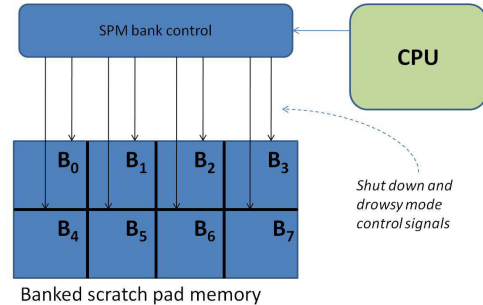 SPM bank control
CPU
B₀ B₁ B₂ B₃
B₄ B₅ B₆ B₇
Shut down and
drowsy mode
control signals
Banked scratch pad memory